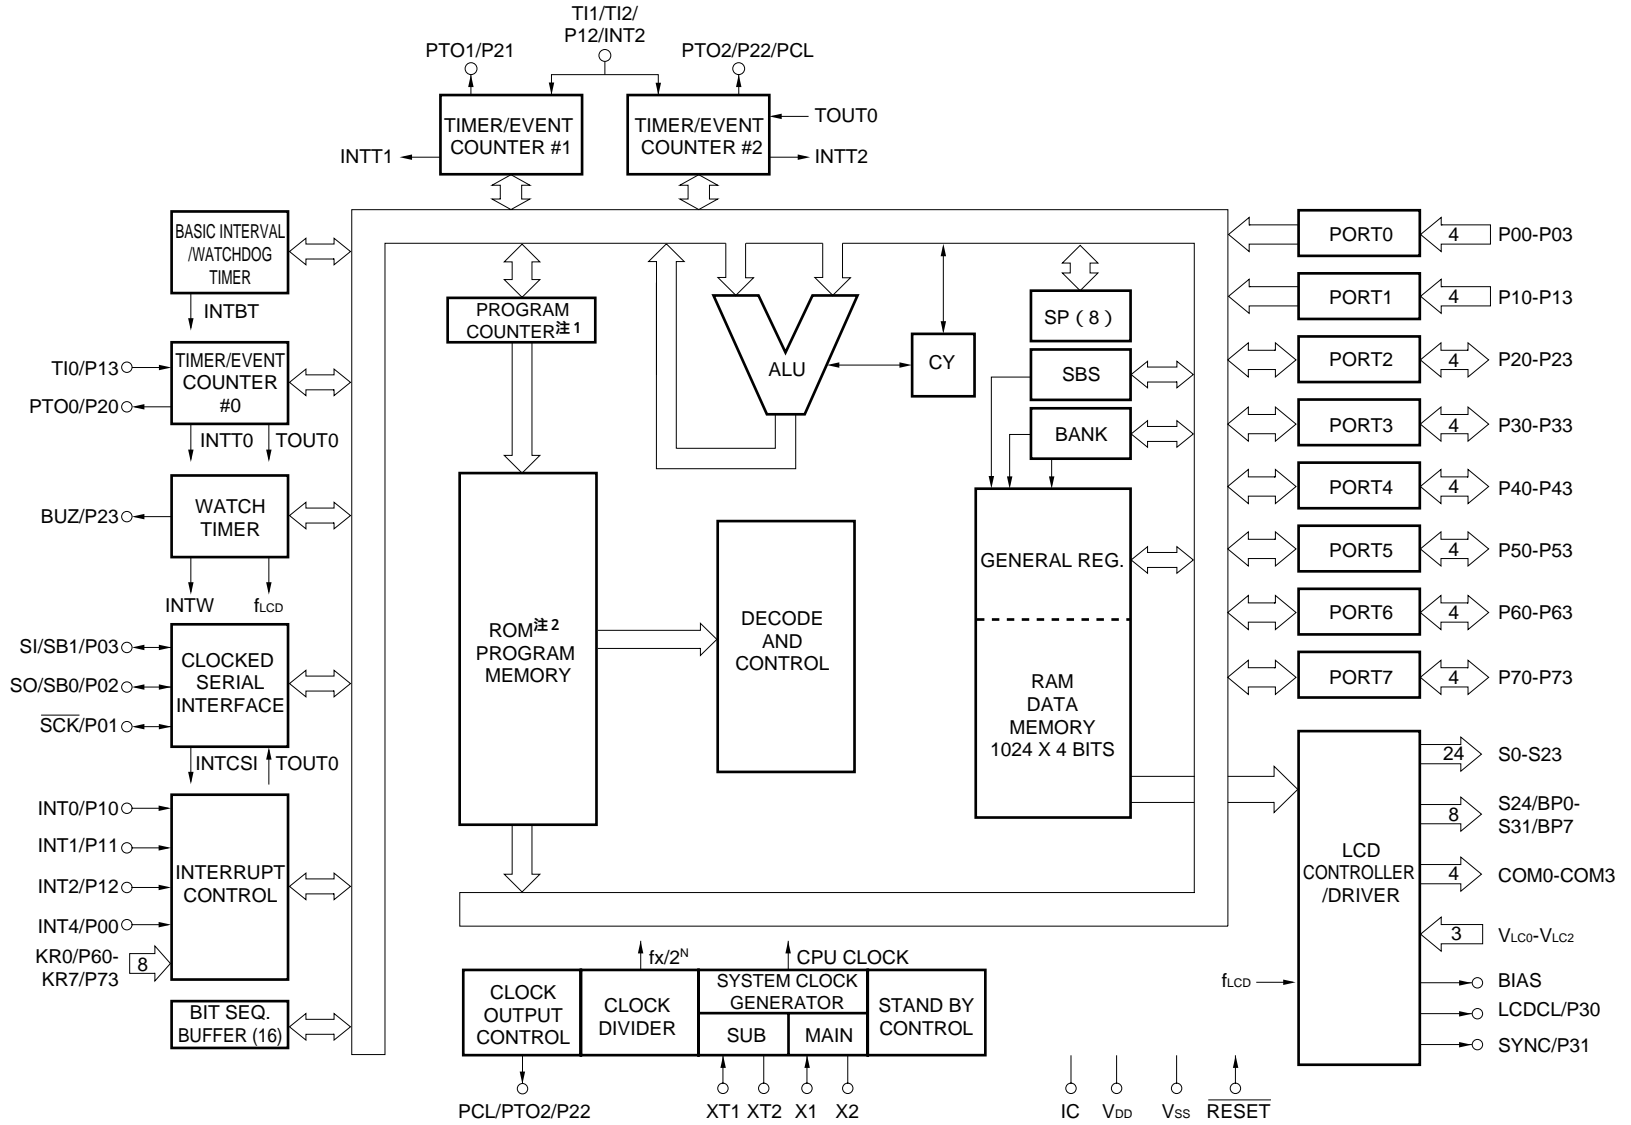 TI1/TI2/
P12/INT2
PTO1/P21
PTO2/P22/PCL
TIMER/EVENT
COUNTER #1
TIMER/EVENT
COUNTER #2
TOUT0
INTT1
INTT2
BASIC INTERVAL
/WATCHDOG
TIMER
INTBT
TI0/P13
PTO0/P20
TIMER/EVENT
COUNTER
#0
INTT0
TOUT0
BUZ/P23
WATCH
TIMER
INTW
fLCD
SI/SB1/P03
SO/SB0/P02
SCK/P01
CLOCKED
SERIAL
INTERFACE
INTCSI
TOUT0
INT0/P10
INT1/P11
INT2/P12
INT4/P00
KR0/P60-
KR7/P73
8
INTERRUPT
CONTROL
BIT SEQ.
BUFFER (16)
PROGRAM
COUNTER注1
ALU
CY
SP ( 8 )
SBS
BANK
ROM注2
PROGRAM
MEMORY
DECODE
AND
CONTROL
GENERAL REG.
RAM
DATA
MEMORY
1024 X 4 BITS
PORT0
4
P00-P03
PORT1
4
P10-P13
PORT2
4
P20-P23
PORT3
4
P30-P33
PORT4
4
P40-P43
PORT5
4
P50-P53
PORT6
4
P60-P63
PORT7
4
P70-P73
LCD
CONTROLLER
/DRIVER
24
S0-S23
8
S24/BP0-
S31/BP7
4
COM0-COM3
3
VLC0-VLC2
fLCD
BIAS
LCDCL/P30
SYNC/P31
fx/2N
CPU CLOCK
CLOCK
OUTPUT
CONTROL
CLOCK
DIVIDER
SYSTEM CLOCK
GENERATOR
SUB
MAIN
STAND BY
CONTROL
PCL/PTO2/P22
XT1
XT2
X1
X2
IC
VDD
VSS
RESET